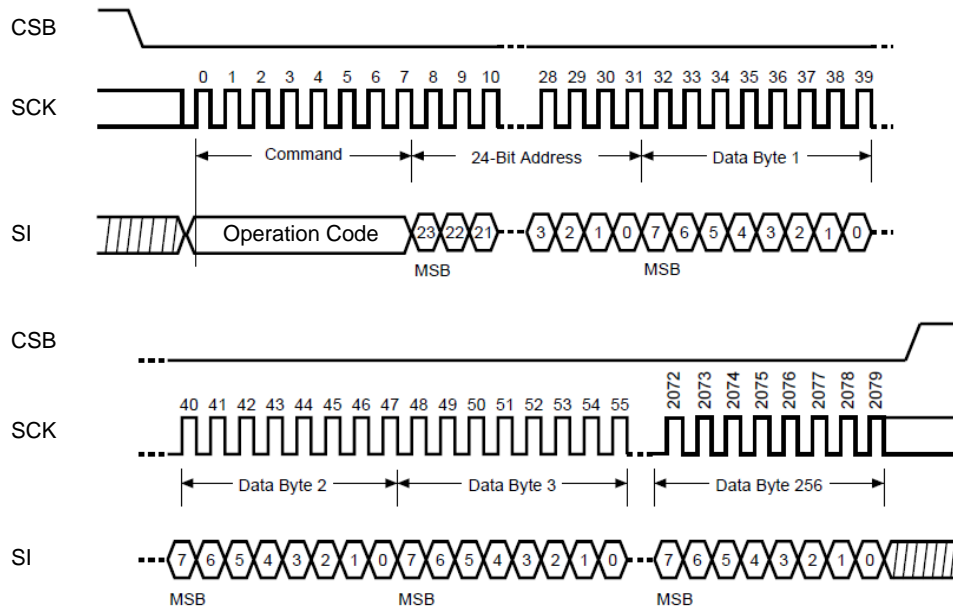 CSB
0 1 2 3 4 5 6 7 8 9 10 28 29 30 31 32 33 34 35 36 37 38 39
SCK
Command 24-Bit Address Data Byte 1
SI Operation Code 23 22 21 3 2 1 0 7 6 5 4 3 2 1 0
MSB MSB
CSB
40 41 42 43 44 45 46 47 48 49 50 51 52 53 54 55 2072 2073 2074 2075 2076 2077 2078 2079
SCK
Data Byte 2 Data Byte 3 Data Byte 256
SI 7 6 5 4 3 2 1 0 7 6 5 4 3 2 1 0 7 6 5 4 3 2 1 0
MSB MSB MSB